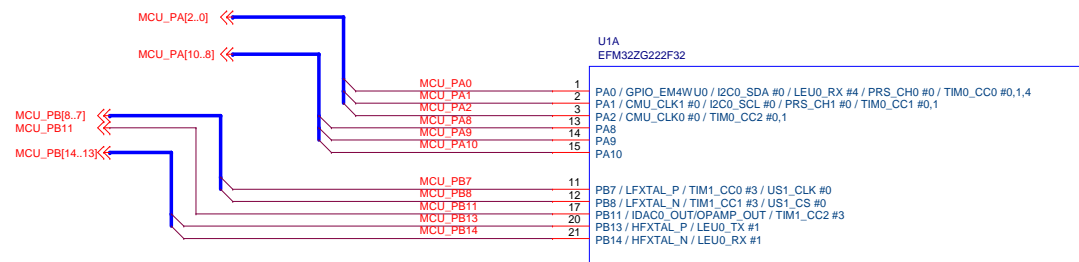 MCU_PA[2..0]
MCU_PA[10..8]
U1A
EFM32ZG222F32
MCU_PA0 1 PA0 / GPIO_EM4WU0 / I2C0_SDA #0 / LEU0_RX #4 / PRS_CH0 #0 / TIM0_CC0 #0,1,4
MCU_PA1 2 PA1 / CMU_CLK1 #0 / I2C0_SCL #0 / PRS_CH1 #0 / TIM0_CC1 #0,1
MCU_PA2 3 PA2 / CMU_CLK0 #0 / TIM0_CC2 #0,1
MCU_PA8 13 PA8
MCU_PA9 14 PA9
MCU_PA10 15 PA10
MCU_PB[8..7]
MCU_PB11
MCU_PB[14..13]
MCU_PB7 11 PB7 / LFXTAL_P / TIM1_CC0 #3 / US1_CLK #0
MCU_PB8 12 PB8 / LFXTAL_N / TIM1_CC1 #3 / US1_CS #0
MCU_PB11 17 PB11 / IDAC0_OUT/OPAMP_OUT / TIM1_CC2 #3
MCU_PB13 20 PB13 / HFXTAL_P / LEU0_TX #1
MCU_PB14 21 PB14 / HFXTAL_N / LEU0_RX #1